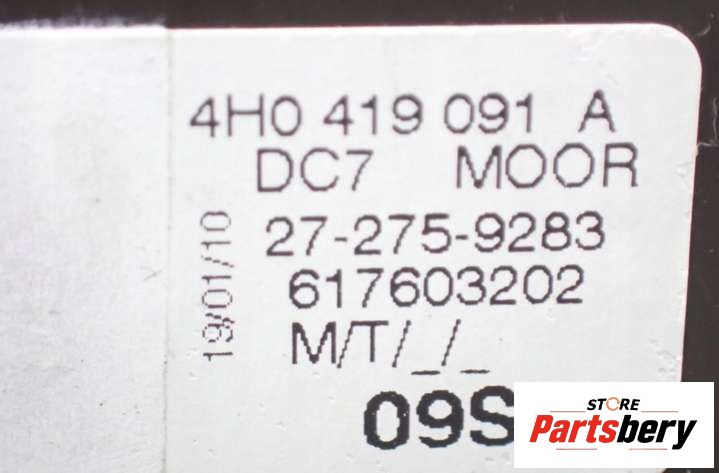 4H0 419 091 A
DC7 MOOR
19/01/10
27-275-9283
617603202
M/T/_/_
09S
STORE
Partsbery